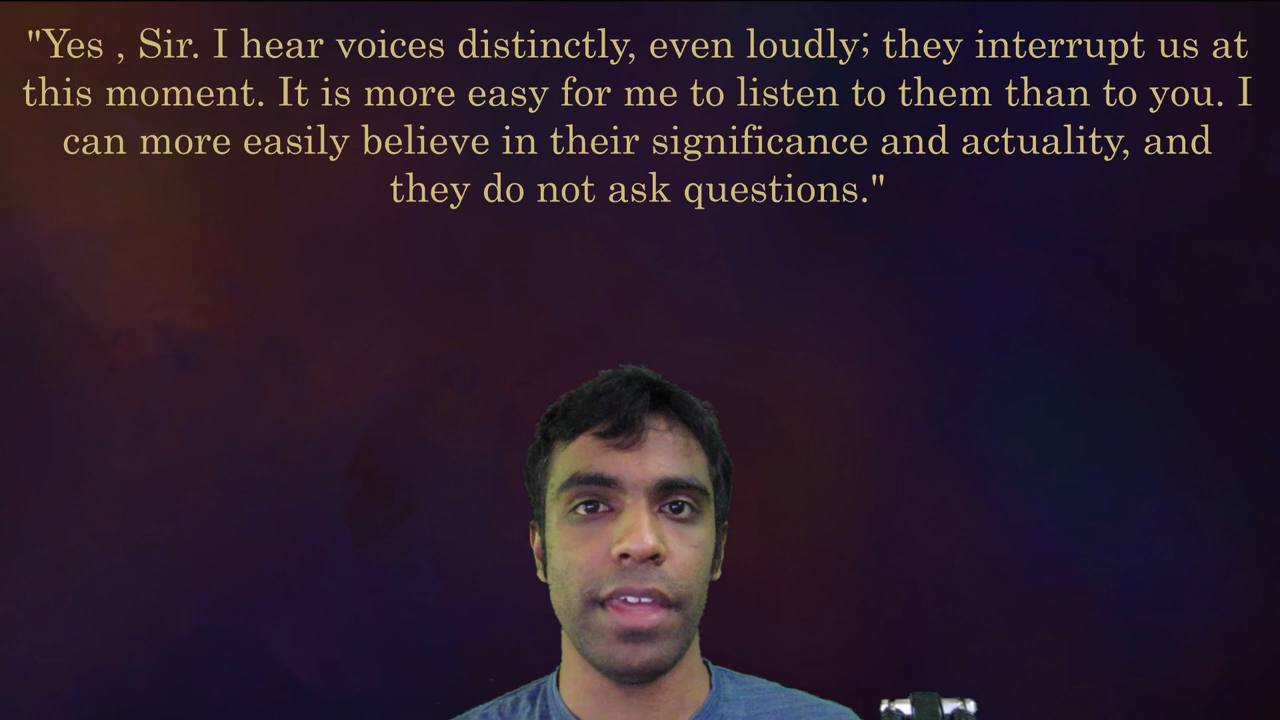 "Yes , Sir. I hear voices distinctly, even loudly; they interrupt us at
this moment. It is more easy for me to listen to them than to you. I
can more easily believe in their significance and actuality, and
they do not ask questions."